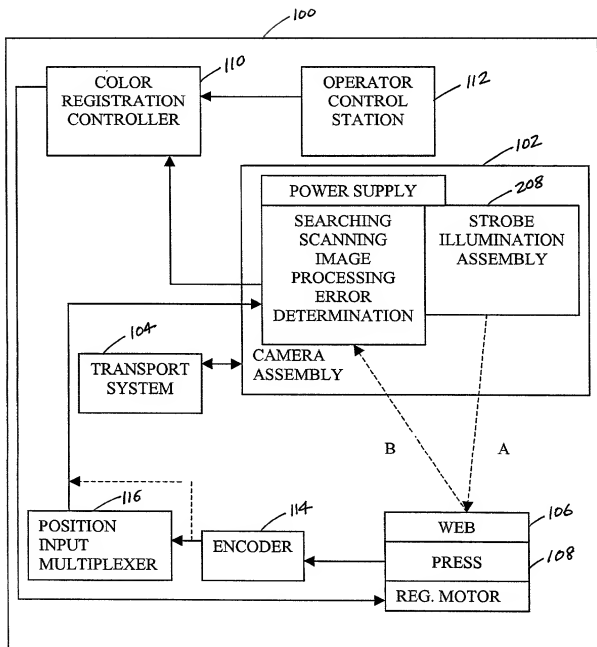 100
110
COLOR
REGISTRATION
CONTROLLER
OPERATOR
CONTROL
STATION
112
102
POWER SUPPLY
208
SEARCHING
SCANNING
IMAGE
PROCESSING
ERROR
DETERMINATION
STROBE
ILLUMINATION
ASSEMBLY
104
TRANSPORT
SYSTEM
CAMERA
ASSEMBLY
B
A
116
POSITION
INPUT
MULTIPLEXER
114
ENCODER
WEB
106
PRESS
108
REG. MOTOR